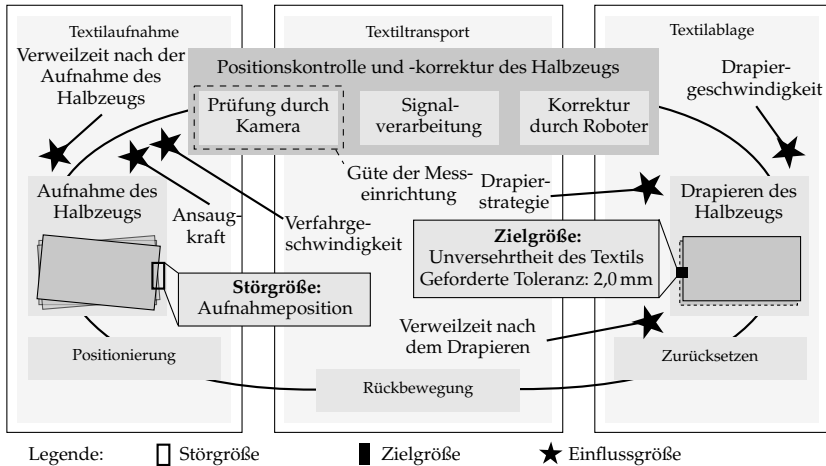 Textilaufnahme
Textiltransport
Textilablage
Verweilzeit nach der
Aufnahme des
Halbzeugs
Positionskontrolle und -korrektur des Halbzeugs
Prüfung durch
Kamera
Signal-
verarbeitung
Korrektur
durch Roboter
Drapier-
geschwindigkeit
Aufnahme des
Halbzeugs
Ansaug-
kraft
Verfahrge-
schwindigkeit
Güte der Mess-
einrichtung
Drapier-
strategie
Drapieren des
Halbzeugs
Störgröße:
Aufnahmeposition
Zielgröße:
Unversehrtheit des Textils
Geforderte Toleranz: 2,0 mm
Verweilzeit nach
dem Drapieren
Positionierung
Rückbewegung
Zurücksetzen
Legende:
Störgröße
Zielgröße
Einflussgröße